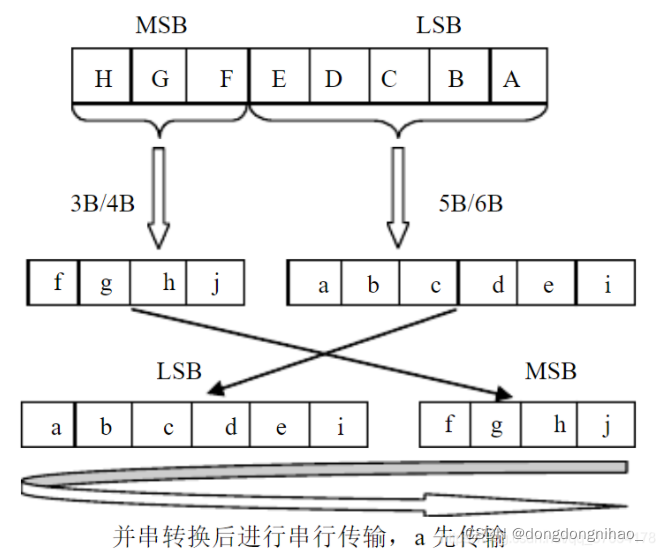 MSB LSB
H G F E D C B A
3B/4B 5B/6B
f g h j a b c d e i
LSB MSB
a b c d e i f g h j
并串转换后进行串行传输，a 先传输
CSDN @dongdongnihao_